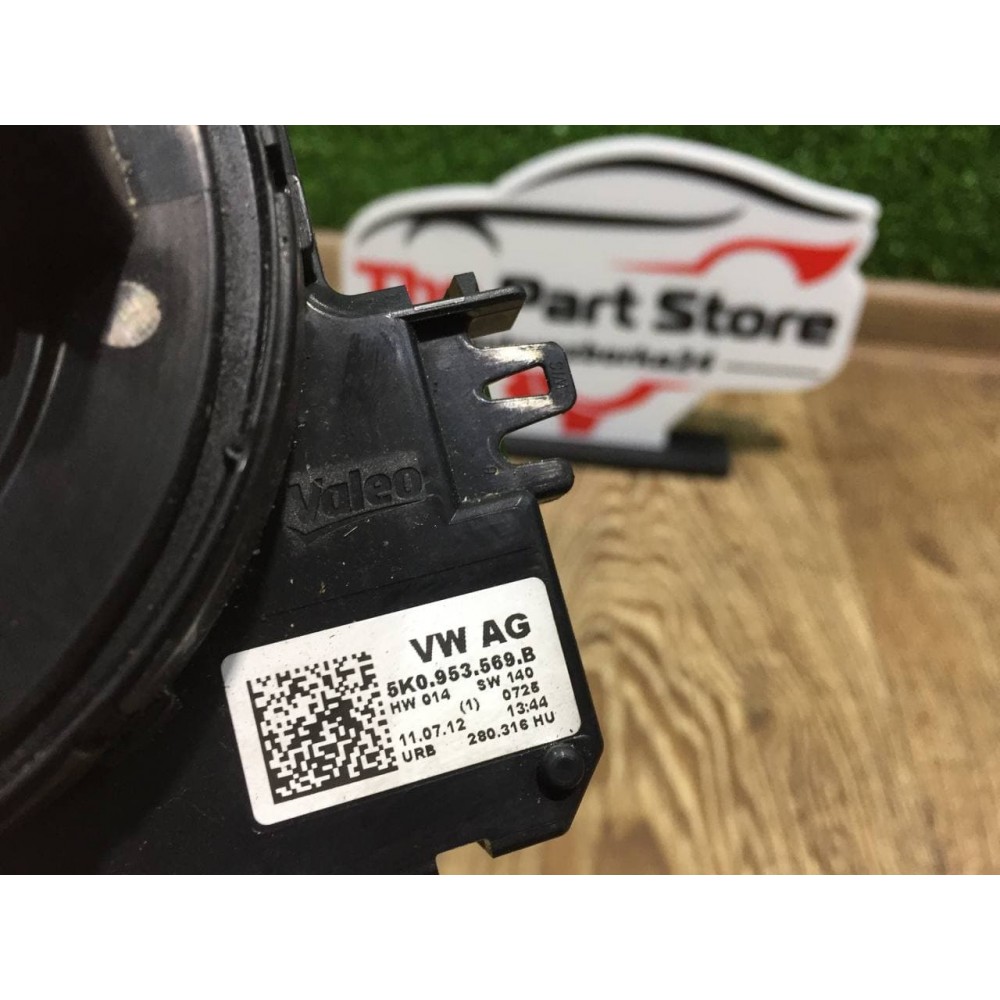 The Part Store
Valeo
VW AG
5K0.953.569.B
HW 014 SW 140
(1) 0725
11.07.12 13:44
URB 280.316 HU